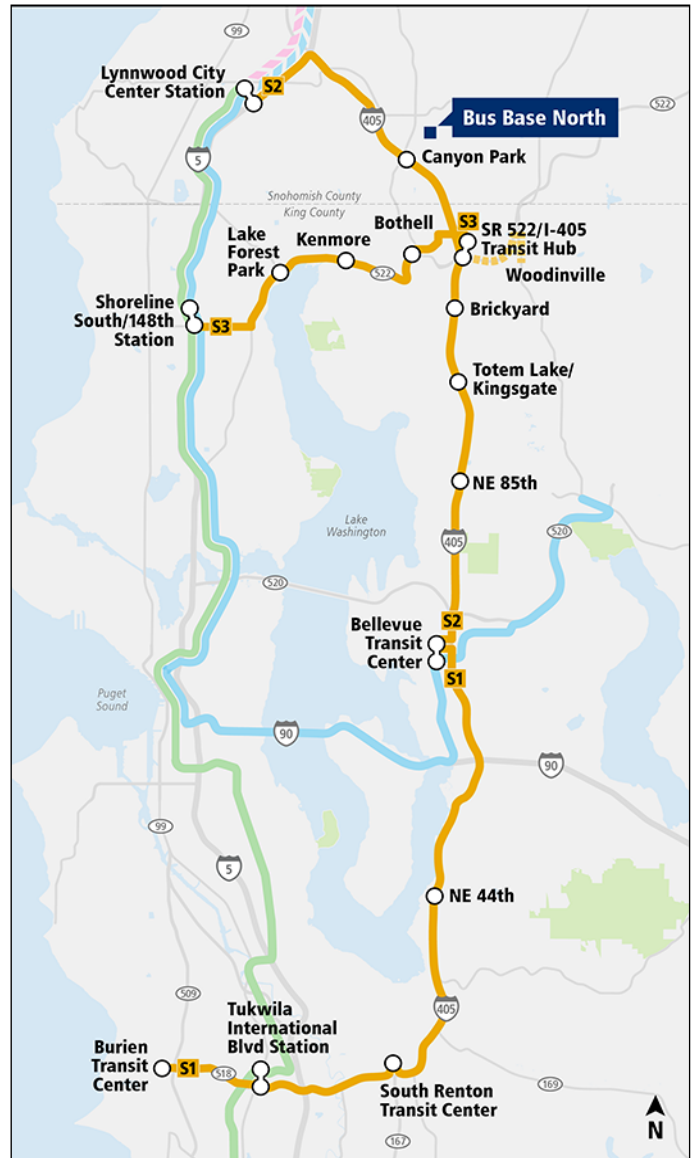 99
Lynnwood City
Center Station
S2
405
522
Bus Base North
5
Canyon Park
Snohomish County
King County
Bothell
S3
SR 522/I-405
Transit Hub
Lake
Forest
Park
Kenmore
522
Woodinville
Shoreline
South/148th
Station
S3
Brickyard
Totem Lake/
Kingsgate
NE 85th
Lake
Washington
405
520
520
S2
Bellevue
Transit
Center
S1
Puget
Sound
90
90
99
5
NE 44th
509
405
Tukwila
International
Blvd Station
Burien
Transit
Center
S1
518
South Renton
Transit Center
169
167
N